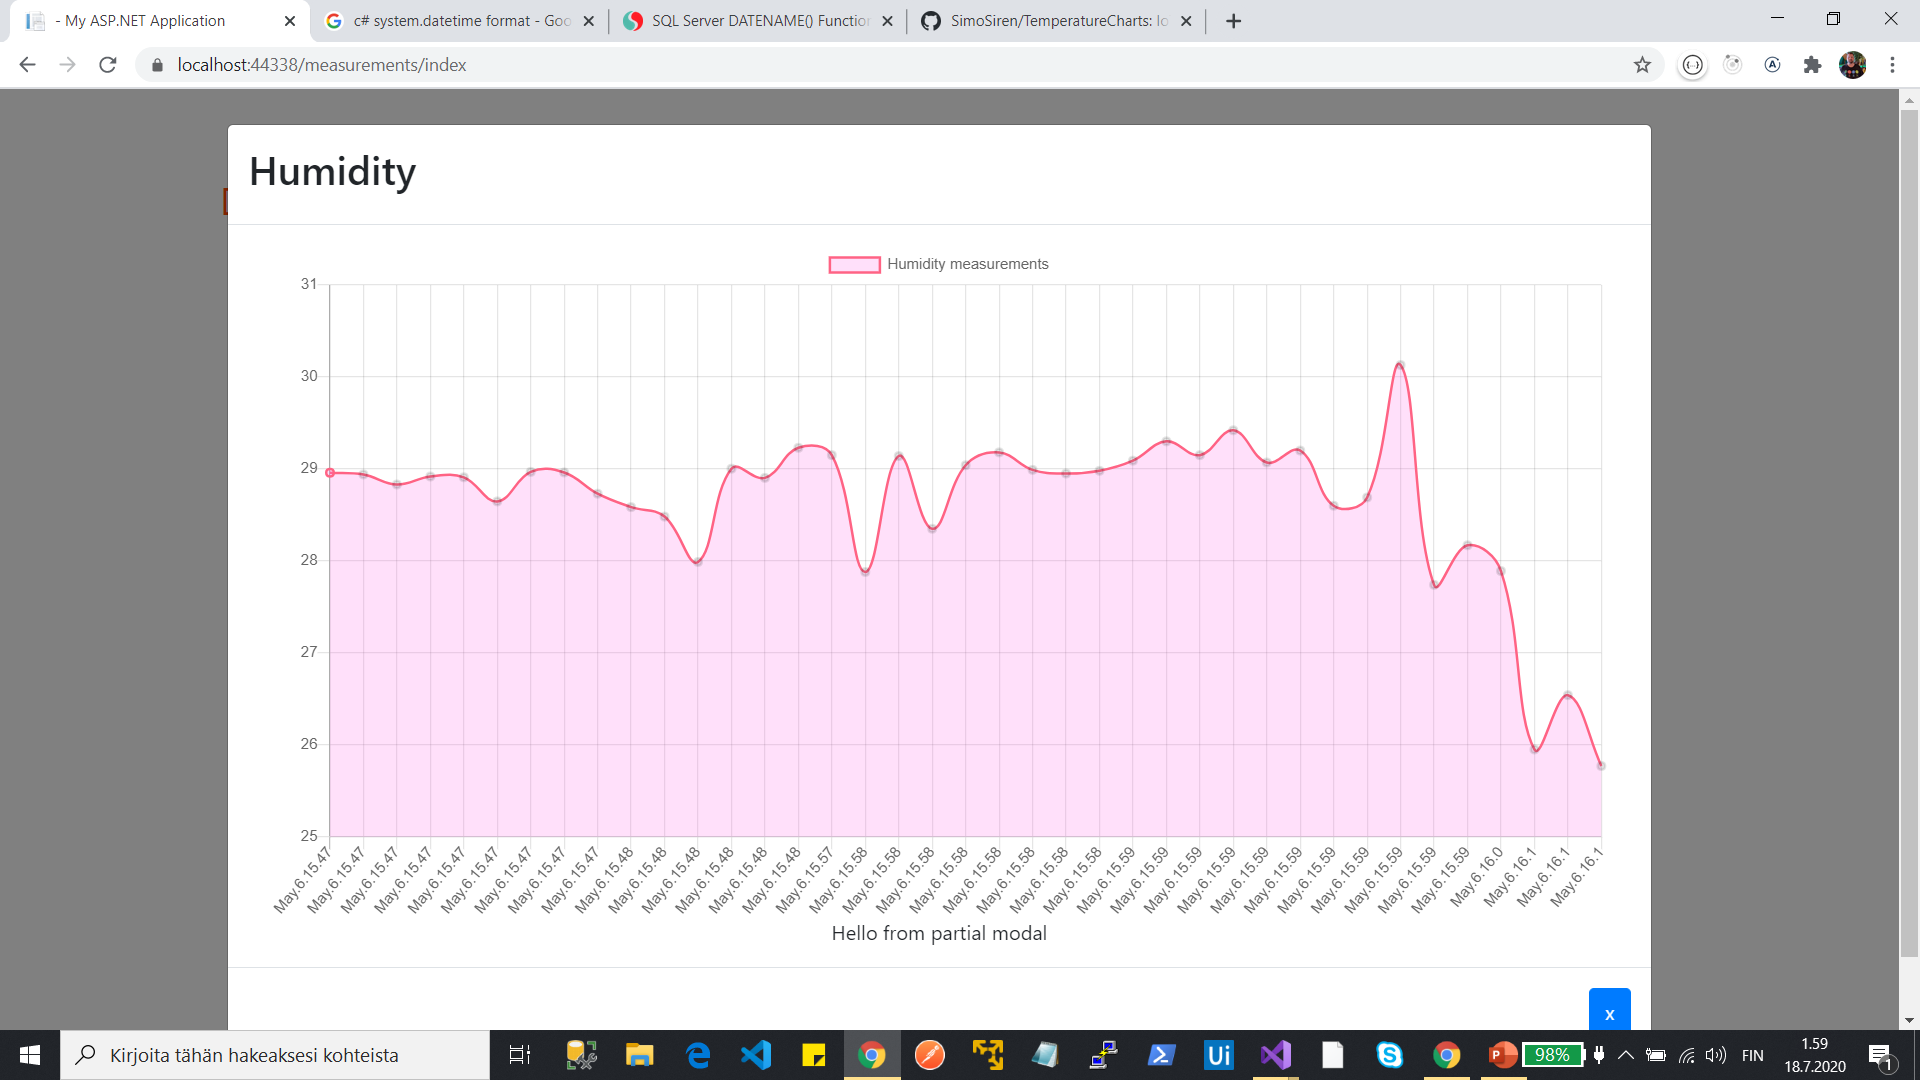 - My ASP.NET Application
c# system.datetime format - Goo
SQL Server DATENAME() Function
SimoSiren/TemperatureCharts: lo
localhost:44338/measurements/index
Humidity
Humidity measurements
31
30
29
28
27
26
25
May.6.15.47
May.6.15.47
May.6.15.47
May.6.15.47
May.6.15.47
May.6.15.47
May.6.15.47
May.6.15.47
May.6.15.47
May.6.15.48
May.6.15.48
May.6.15.48
May.6.15.48
May.6.15.48
May.6.15.48
May.6.15.57
May.6.15.58
May.6.15.58
May.6.15.58
May.6.15.58
May.6.15.58
May.6.15.58
May.6.15.58
May.6.15.58
May.6.15.59
May.6.15.59
May.6.15.59
May.6.15.59
May.6.15.59
May.6.15.59
May.6.15.59
May.6.15.59
May.6.15.59
May.6.15.59
May.6.15.59
May.6.16.0
May.6.16.1
May.6.16.1
May.6.16.1
Hello from partial modal
x
Kirjoita tähän hakeaksesi kohteista
Ui
98%
FIN
1.59
18.7.2020
1